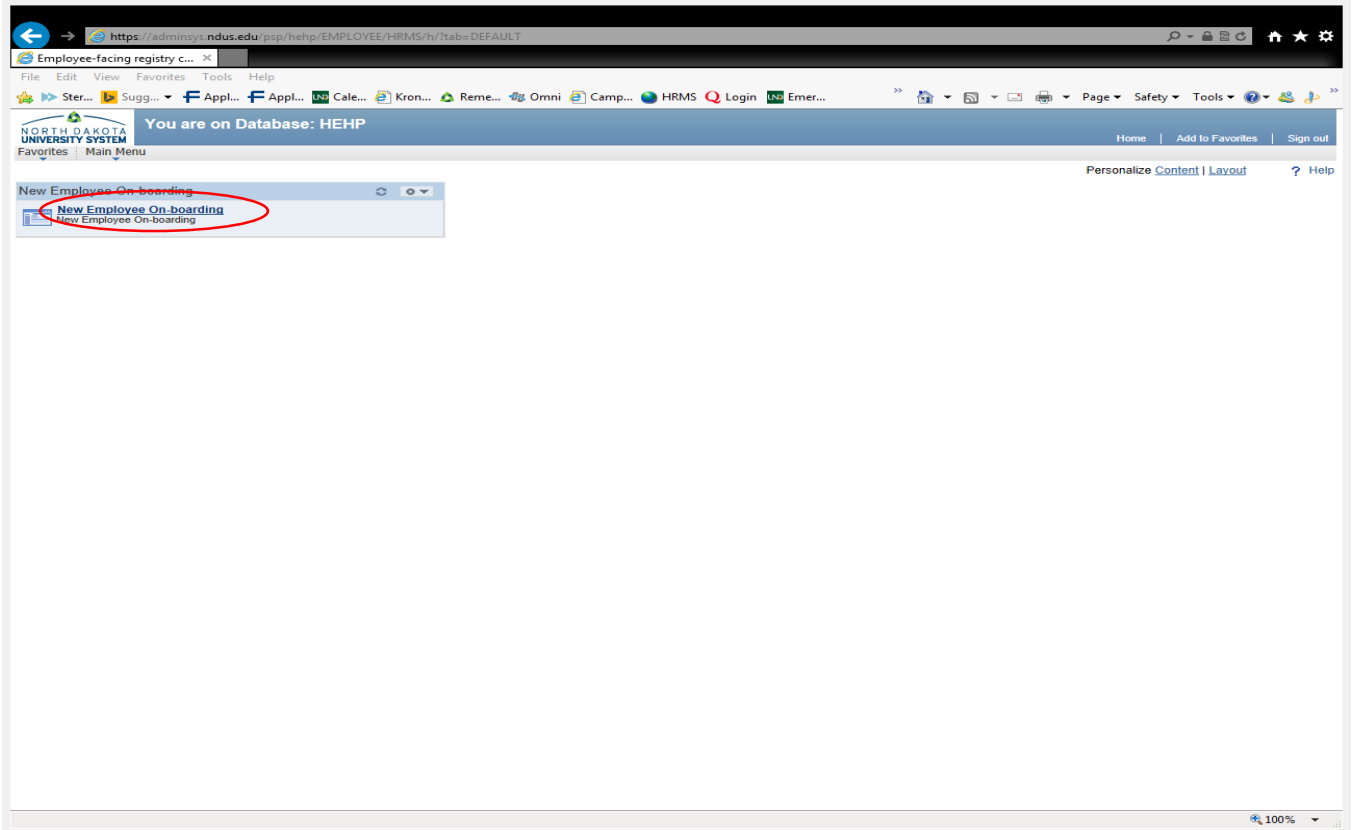 https://adminsys.ndus.edu/psp/hehp/EMPLOYEE/HRMS/h/?tab=DEFAULT
Employee-facing registry c... ×
File Edit View Favorites Tools Help
Ster... Sugg... Appl... Appl... UND Cale... Kron... Reme... Omni Camp... HRMS Login UND Emer... » Page Safety Tools »
NORTH DAKOTA
UNIVERSITY SYSTEM
You are on Database: HEHP
Home | Add to Favorites | Sign out
Favorites Main Menu
Personalize Content | Layout ? Help
New Employee On-boarding
New Employee On-boarding
New Employee On-boarding
100%